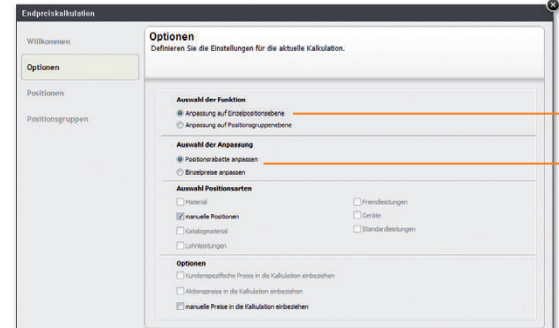 Endpreiskalkulation
Willkommen
Optionen
Positionen
Positionsgruppen
Optionen
Definieren Sie die Einstellungen für die aktuelle Kalkulation.
Auswahl der Funktion
Anpassung auf Einzelpositionsebene
Anpassung auf Positionsgruppenebene
Auswahl der Anpassung
Positionsrabatte anpassen
Einzelpreise anpassen
Auswahl Positionsarten
Material
Fremdleistungen
manuelle Positionen
Geräte
Katalogmaterial
Standardleistungen
Lohnleistungen
Optionen
Kundenspezifische Preise in die Kalkulation einbeziehen
Aktionspreise in die Kalkulation einbeziehen
manuelle Preise in die Kalkulation einbeziehen